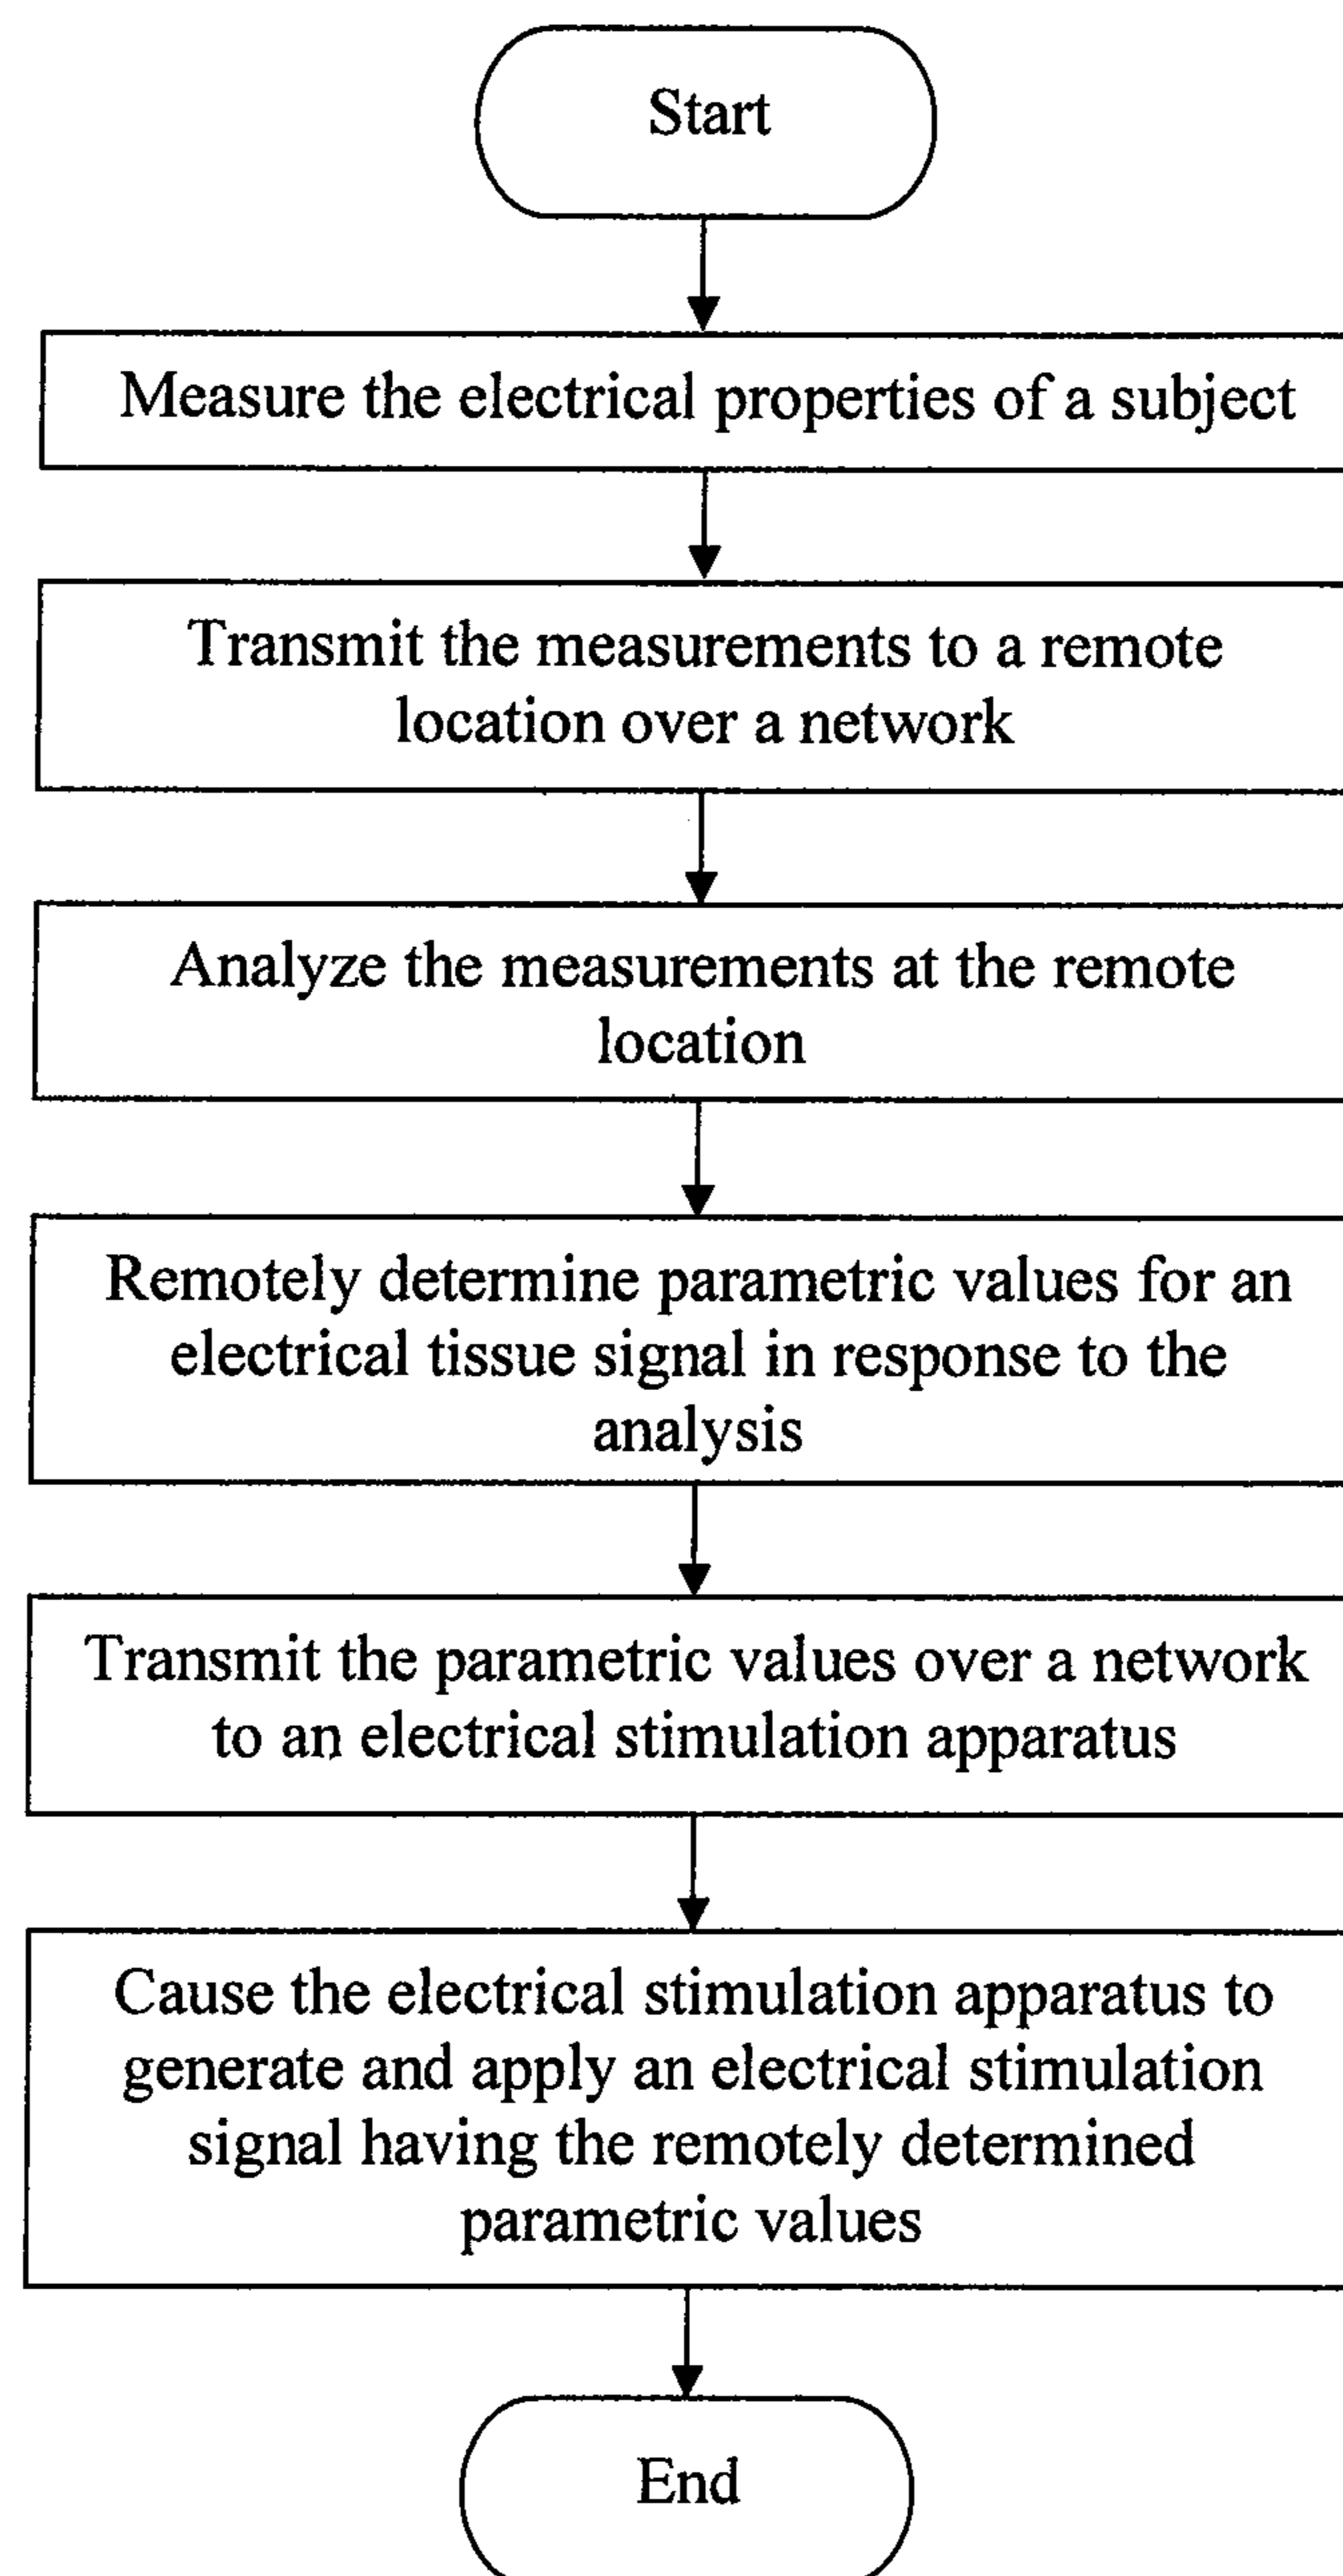 Start
Measure the electrical properties of a subject
Transmit the measurements to a remote
location over a network
Analyze the measurements at the remote
location
Remotely determine parametric values for an
electrical tissue signal in response to the
analysis
Transmit the parametric values over a network
to an electrical stimulation apparatus
Cause the electrical stimulation apparatus to
generate and apply an electrical stimulation
signal having the remotely determined
parametric values
End